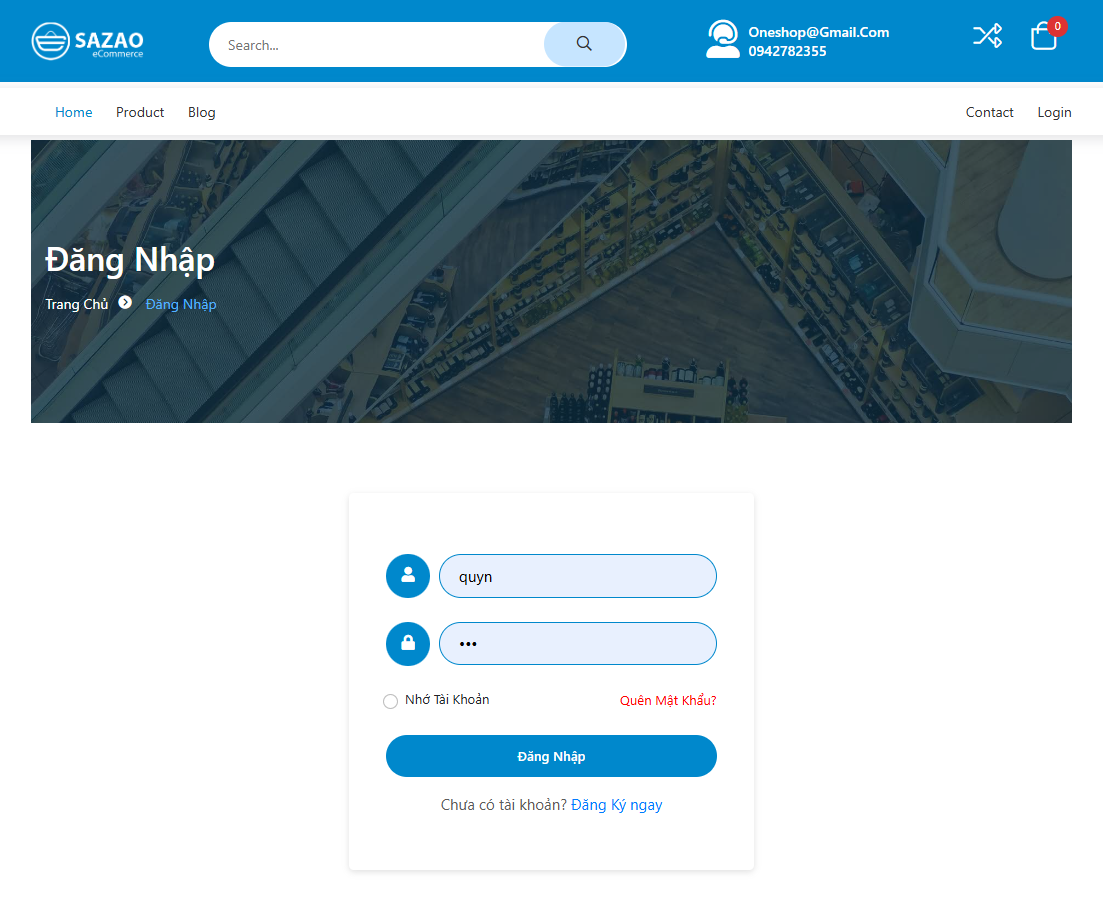 SAZAO
eCommerce
Search...
Oneshop@Gmail.Com
0942782355
0
Home Product Blog Contact Login
Đăng Nhập
Trang Chủ Đăng Nhập
quyn
•••
Nhớ Tài Khoản Quên Mật Khẩu?
Đăng Nhập
Chưa có tài khoản? Đăng Ký ngay